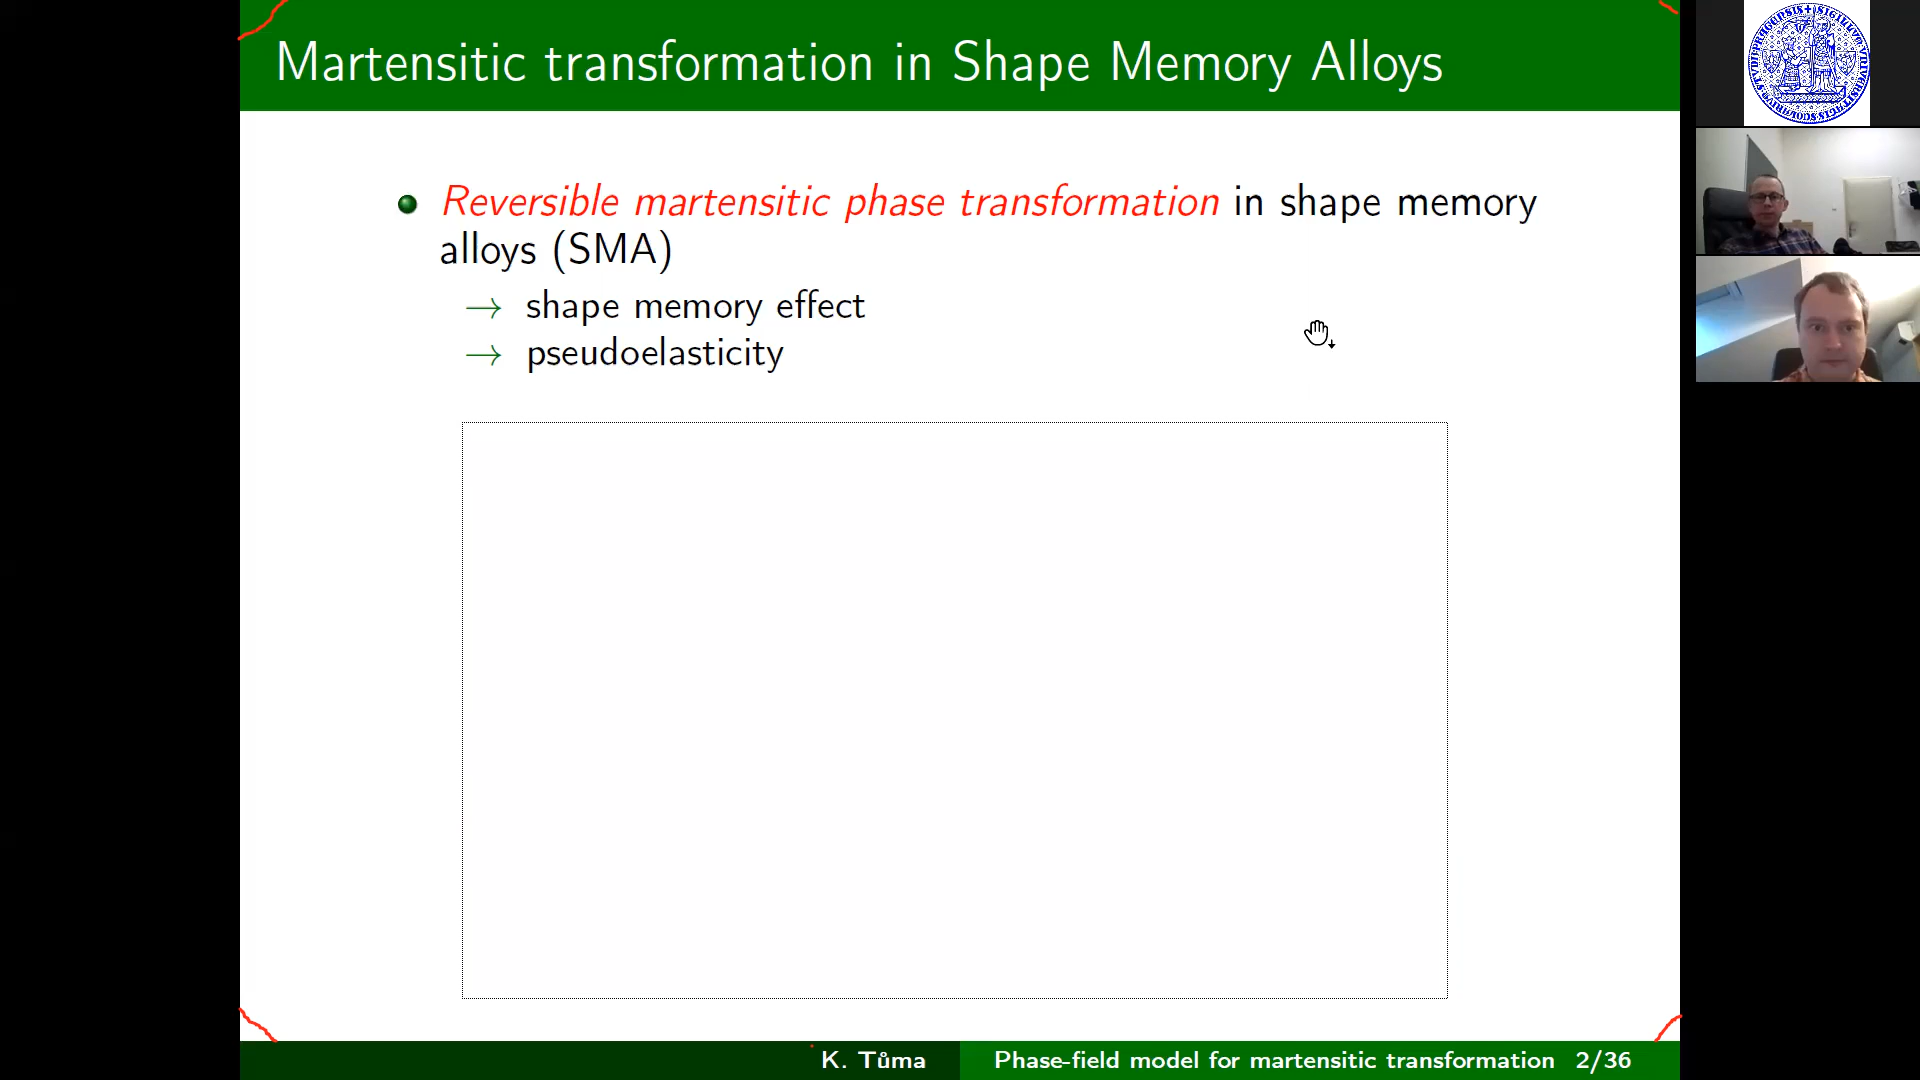 Martensitic transformation in Shape Memory Alloys
Reversible martensitic phase transformation in shape memory
alloys (SMA)
→ shape memory effect
→ pseudoelasticity
K. Tůma
Phase-field model for martensitic transformation 2/36